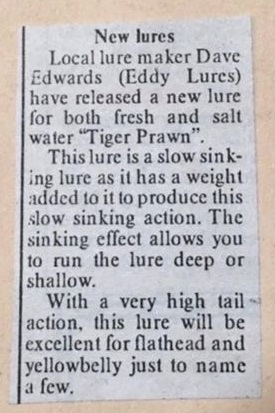 New lures
Local lure maker Dave
Edwards (Eddy Lures)
have released a new lure
for both fresh and salt
water “Tiger Prawn”.
This lure is a slow sink-
ing lure as it has a weight
added to it to produce this
slow sinking action. The
sinking effect allows you
to run the lure deep or
shallow.
With a very high tail
action, this lure will be
excellent for flathead and
yellowbelly just to name
a few.